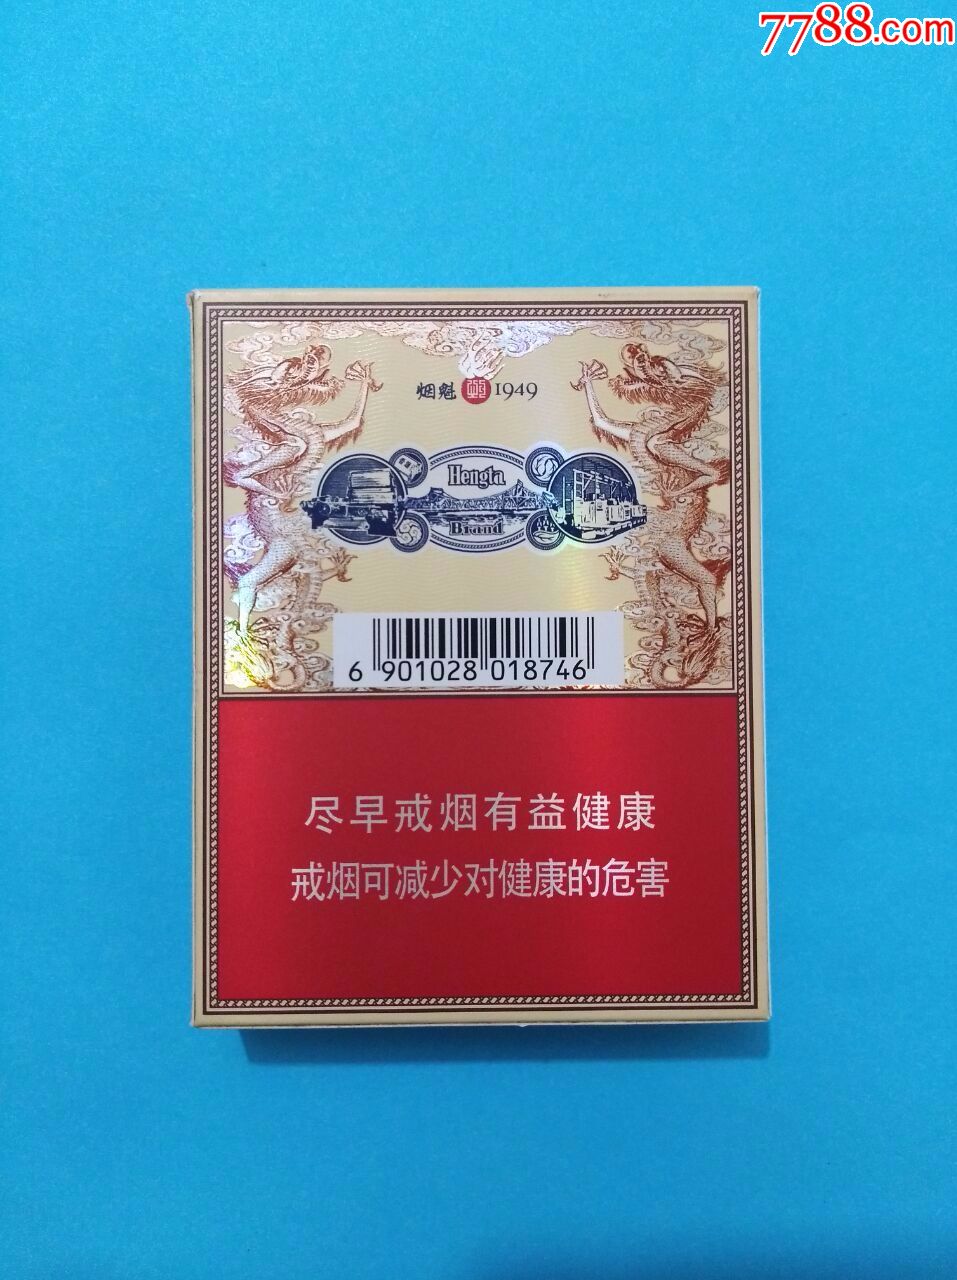 7788.com
烟魁 1949
Hengta
Brand
6 901028 018746
尽早戒烟有益健康
戒烟可减少对健康的危害